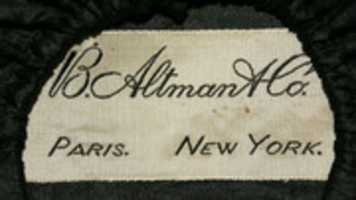 B. Altman & Co.
PARIS. NEW YORK.